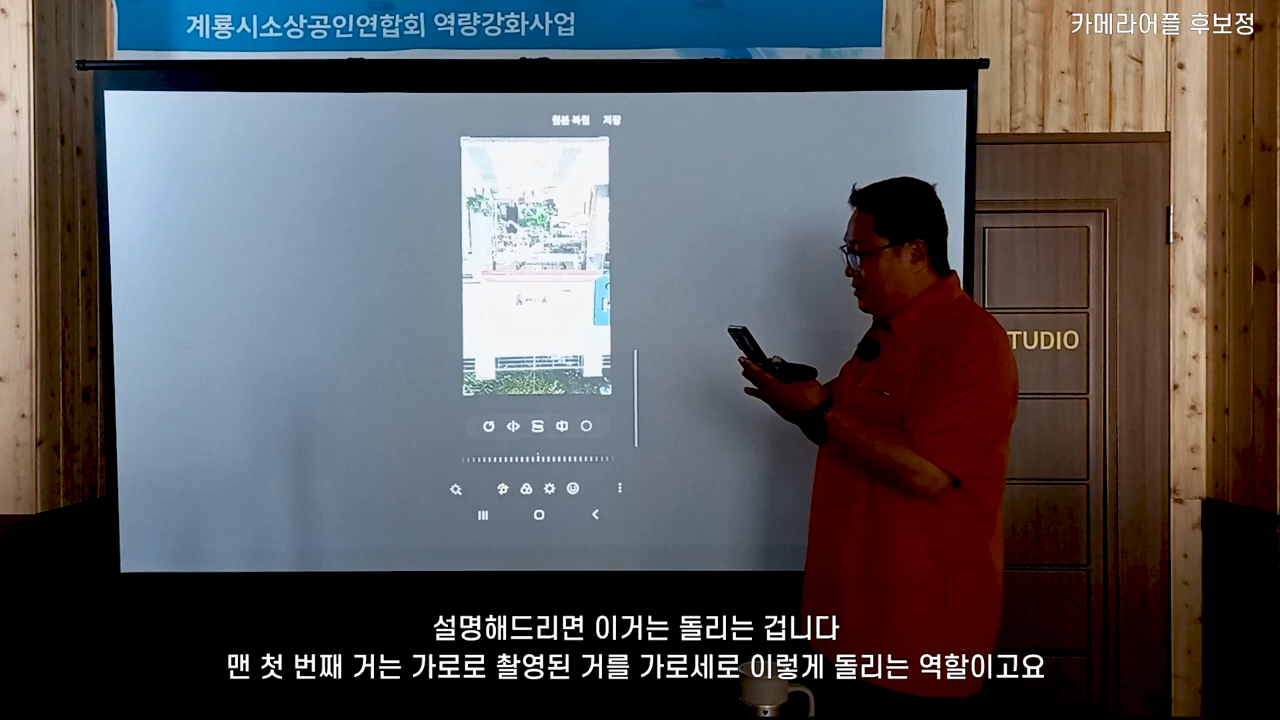 계룡시소상공인연합회 역량강화사업
카메라어플 후보정
원본 복원 저장
TUDIO
설명해드리면 이거는 돌리는 겁니다
맨 첫 번째 거는 가로로 촬영된 거를 가로세로 이렇게 돌리는 역할이고요